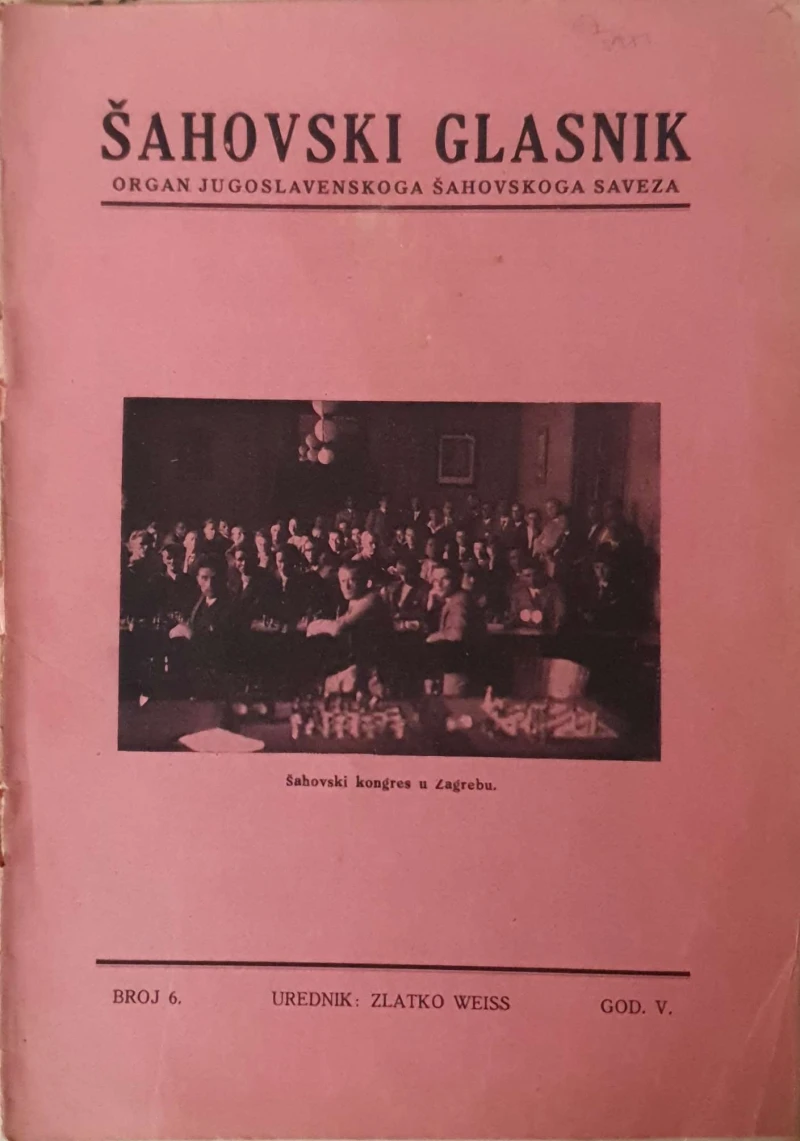 ŠAHOVSKI GLASNIK
ORGAN JUGOSLAVENSKOGA ŠAHOVSKOGA SAVEZA
Šahovski kongres u Zagrebu.
BROJ 6. UREDNIK: ZLATKO WEISS GOD. V.